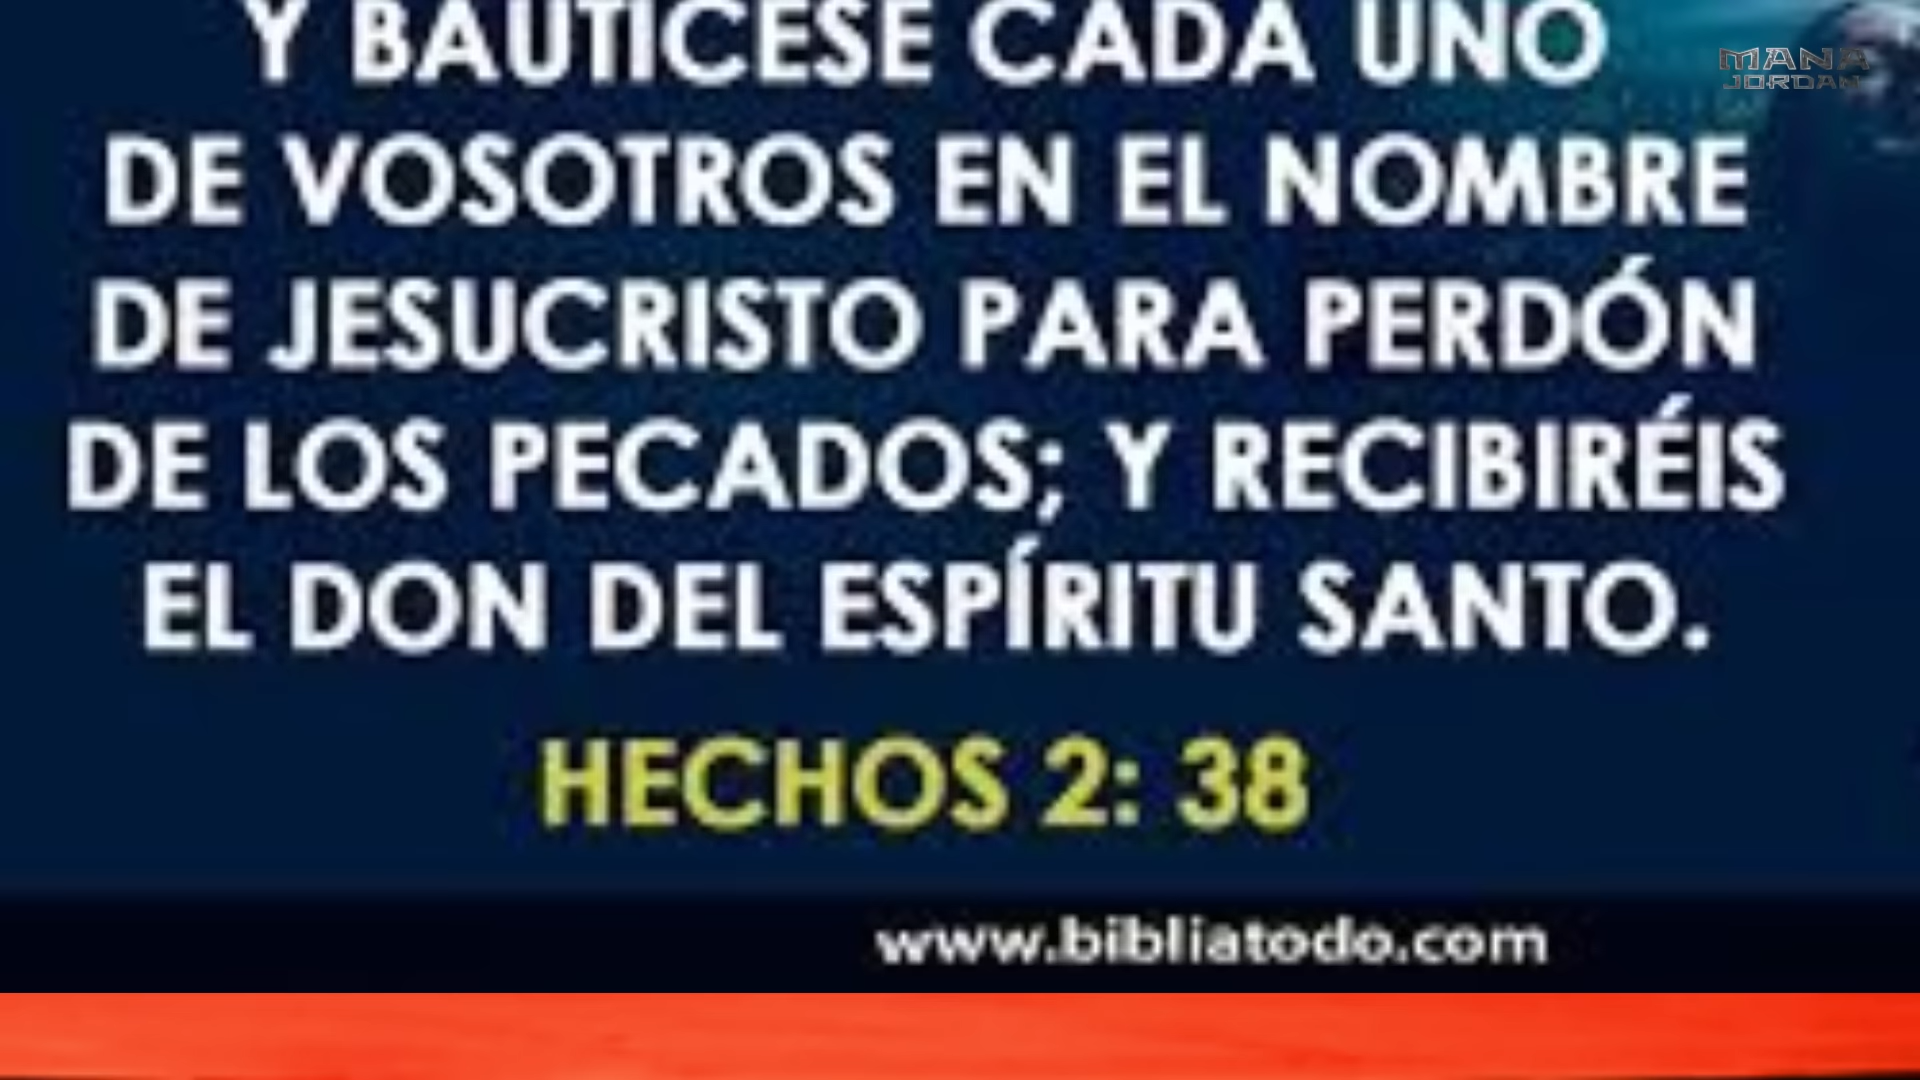 Y BAUTÍCESE CADA UNO
DE VOSOTROS EN EL NOMBRE
DE JESUCRISTO PARA PERDÓN
DE LOS PECADOS; Y RECIBIRÉIS
EL DON DEL ESPÍRITU SANTO.
HECHOS 2: 38
www.bibliatodo.com
MANA
JORDAN